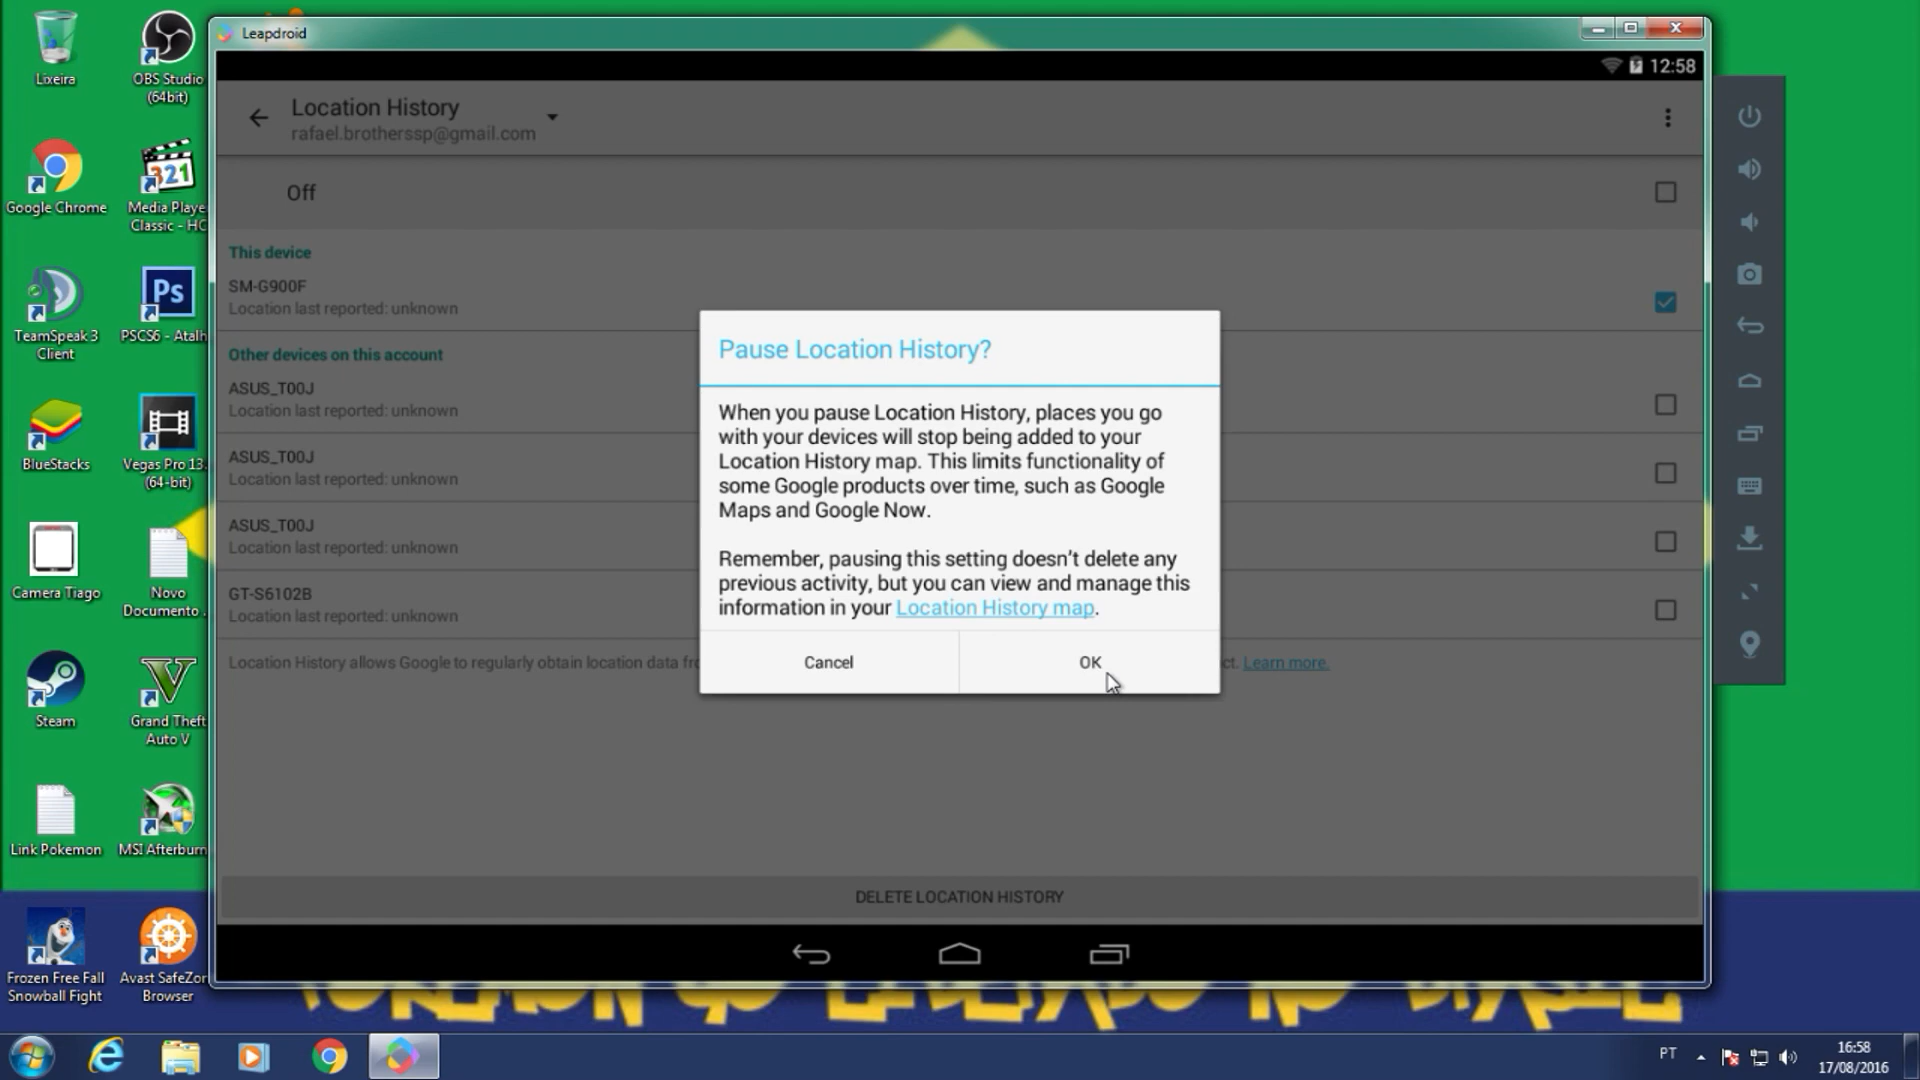 Leapdroid
12:58
Location History
rafael.brotherssp@gmail.com
Off
This device
SM-G900F
Location last reported: unknown
Other devices on this account
ASUS_T00J
Location last reported: unknown
ASUS_T00J
Location last reported: unknown
ASUS_T00J
Location last reported: unknown
GT-S6102B
Location last reported: unknown
Location History allows Google to regularly obtain location data
Learn more.
Pause Location History?
When you pause Location History, places you go
with your devices will stop being added to your
Location History map. This limits functionality of
some Google products over time, such as Google
Maps and Google Now.
Remember, pausing this setting doesn't delete any
previous activity, but you can view and manage this
information in your Location History map.
Cancel
OK
DELETE LOCATION HISTORY
Lixeira
OBS Studio
(64bit)
Google Chrome
321
Media Playe
Classic - HC
TeamSpeak 3
Client
Ps
PSCS6 - Atalh
BlueStacks
Vegas Pro 13.
(64-bit)
Camera Tiago
Novo
Documento .
Steam
Grand Theft
Auto V
Link Pokemon
MSI Afterburn
Frozen Free Fall
Snowball Fight
Avast SafeZor
Browser
PT
16:58
17/08/2016